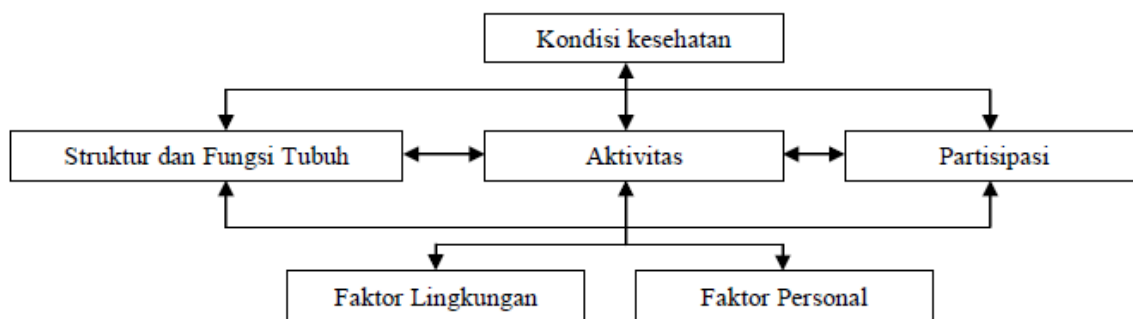 Kondisi kesehatan
Struktur dan Fungsi Tubuh
Aktivitas
Partisipasi
Faktor Lingkungan
Faktor Personal